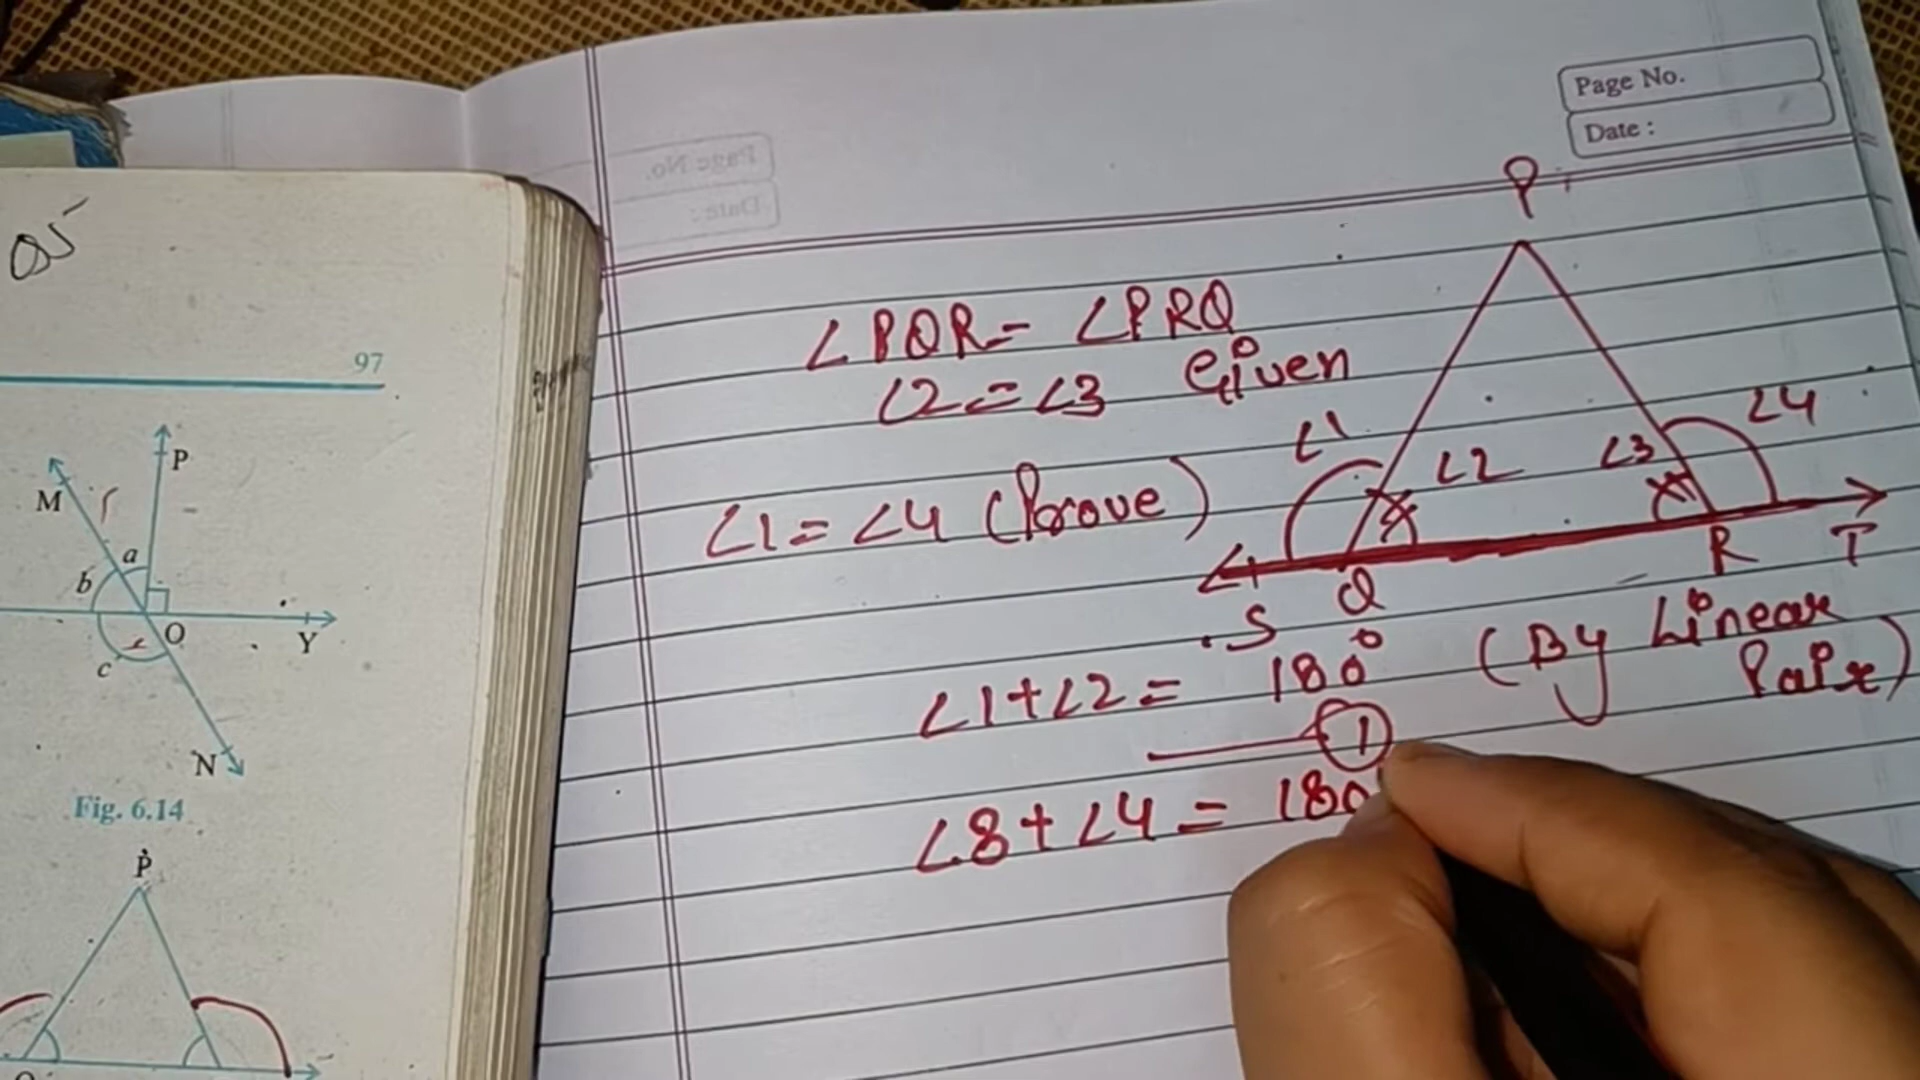 Page No.
Date :
P
∠PQR = ∠PRQ
∠2 = ∠3 Given
∠1 = ∠4 (Prove)
∠1
∠2
∠3
∠4
S
Q
R
T
∠1+∠2 = 180° (By Linear
Pair)
1
∠8+∠4 = 180
97
P
M
a
b
O
Y
c
N
Fig. 6.14
P